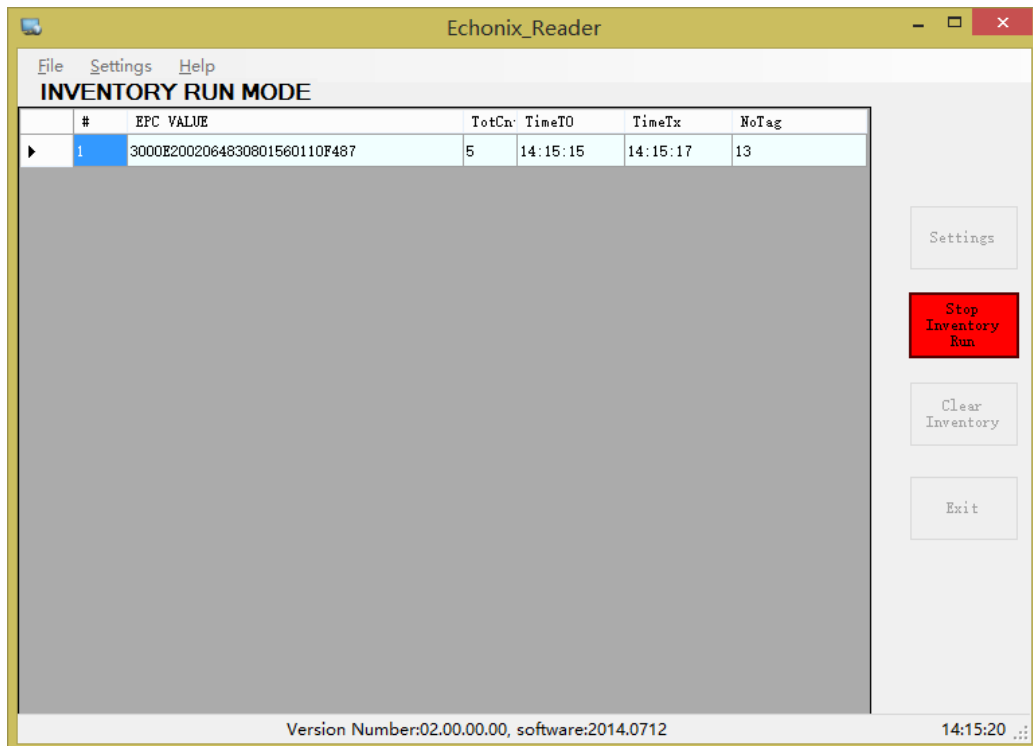 Echonix_Reader
File Settings Help
INVENTORY RUN MODE
# EPC VALUE TotCn TimeT0 TimeTx NoTag
1 3000E2002064830801560110F487 5 14:15:15 14:15:17 13
Settings
Stop
Inventory
Run
Clear
Inventory
Exit
Version Number:02.00.00.00, software:2014.0712 14:15:20